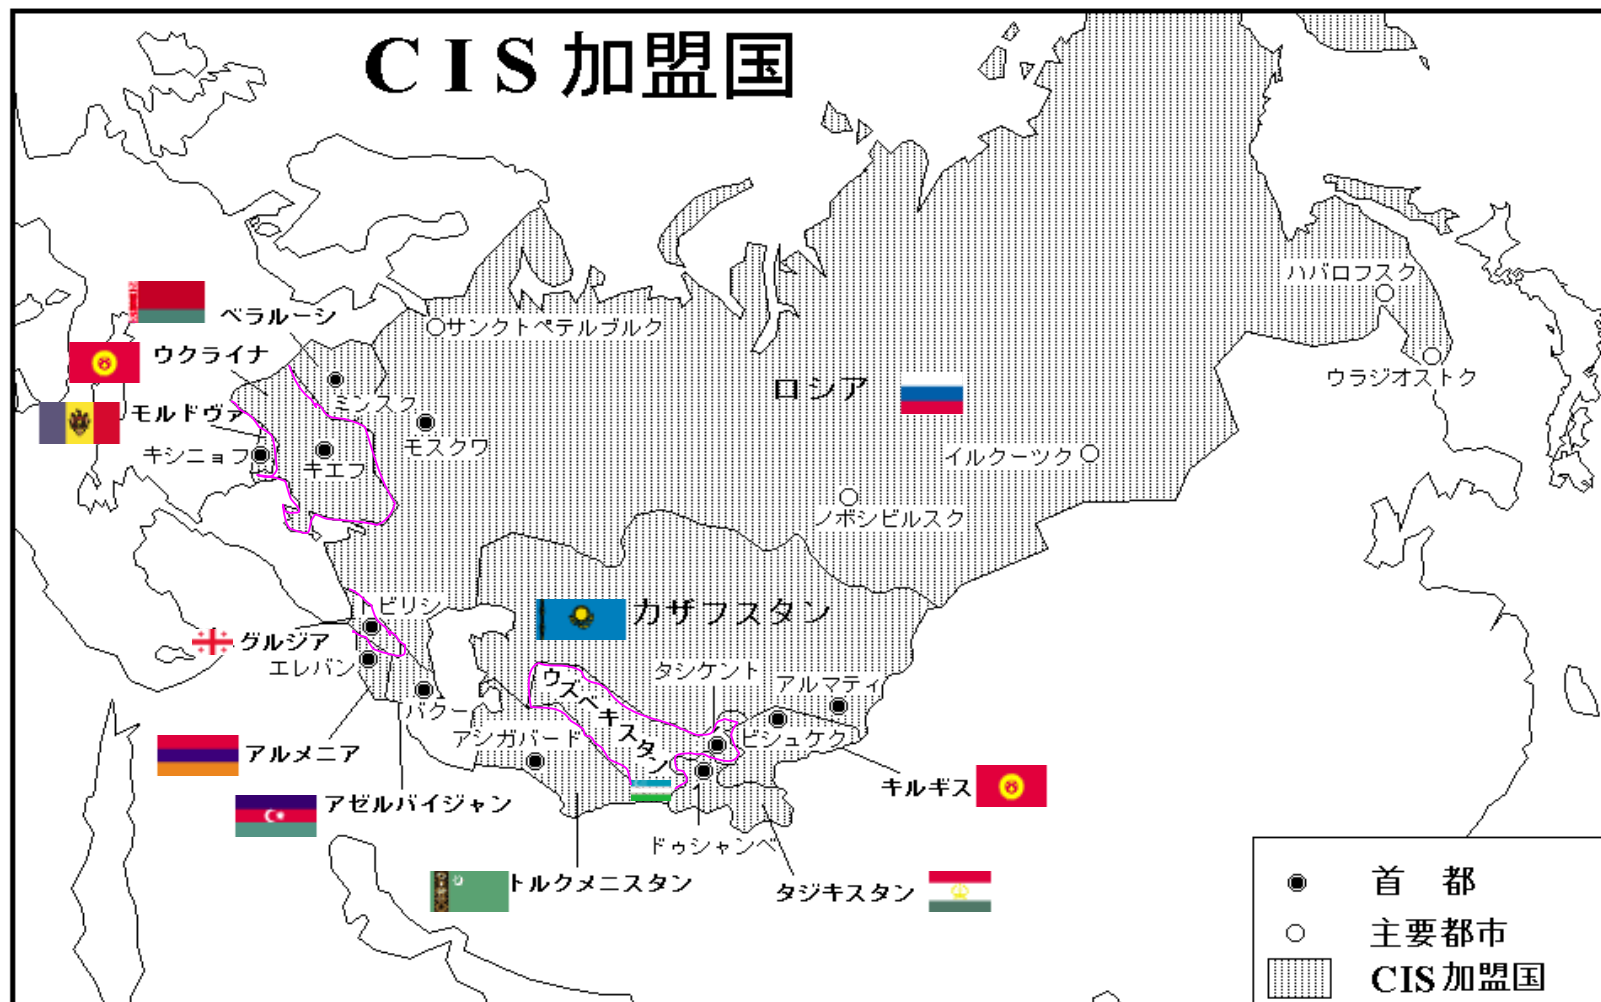 CIS加盟国
ハバロフスク
ベラルーシ
サンクトペテルブルク
ウクライナ
ウラジオストク
ロシア
ミンスク
モルドヴァ
モスクワ
キシニョフ
キエフ
イルクーツク
ノボシビルスク
トビリシ
カザフスタン
グルジア
エレバン
タシケント
ウズベキスタン
アルマティ
バクー
アシガバード
ビシュケク
アルメニア
キルギス
アゼルバイジャン
ドゥシャンベ
トルクメニスタン
タジキスタン
首 都
主要都市
CIS加盟国